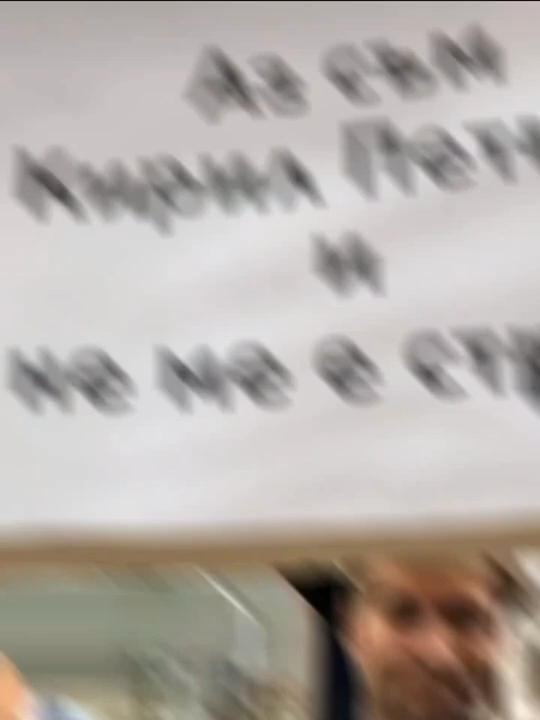 Аз съм
Кирил
и
не ме е